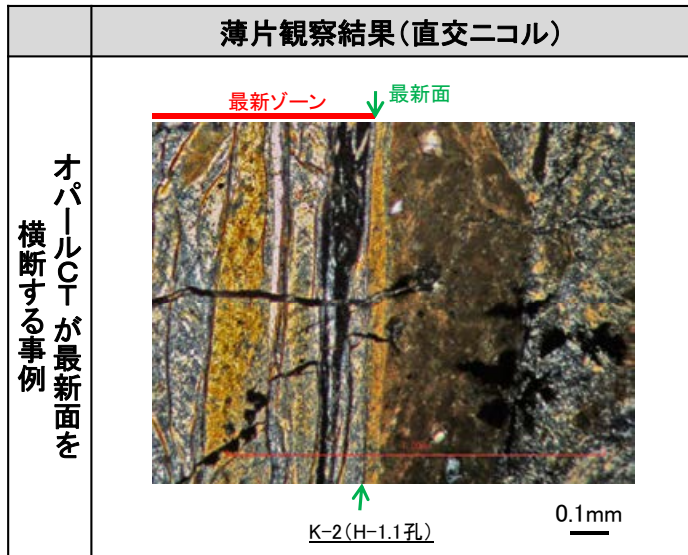 薄片観察結果(直交ニコル)
オパールCTが最新面を
横断する事例
最新ゾーン
最新面
K-2(H-1.1孔)
0.1mm